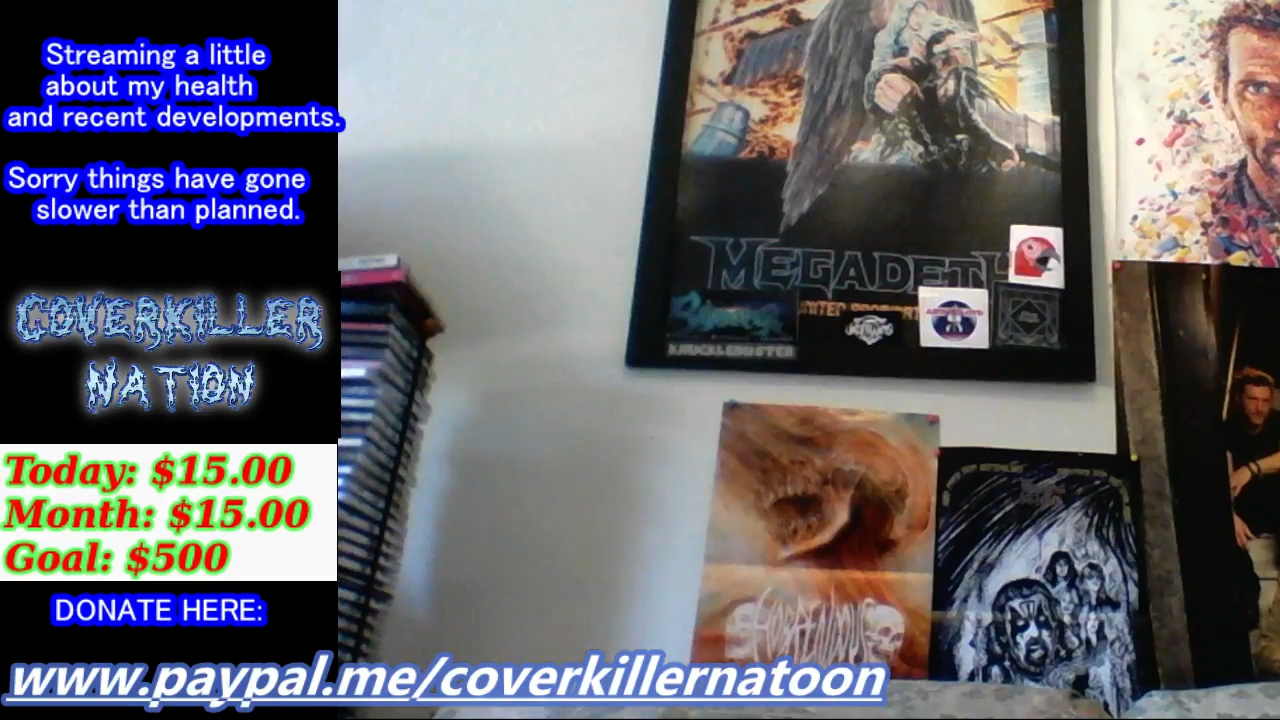 Streaming a little
about my health
and recent developments.
Sorry things have gone
slower than planned.
COVERKILLER
NATION
Today: $15.00
Month: $15.00
Goal: $500
DONATE HERE:
www.paypal.me/coverkillernatoon
MEGADETH
KNUCKLEDUSTER
HORRENDOUS